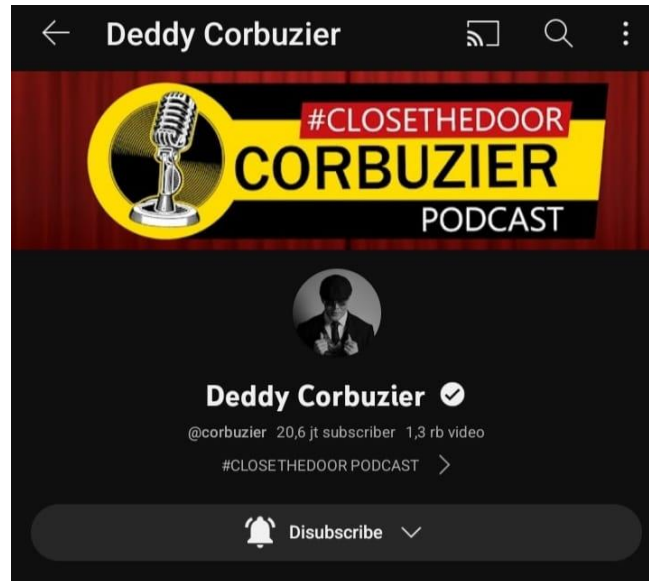 Deddy Corbuzier
#CLOSETHEDOOR
CORBUZIER
PODCAST
Deddy Corbuzier
@corbuzier 20,6 jt subscriber 1,3 rb video
#CLOSETHEDOOR PODCAST
Disubscribe